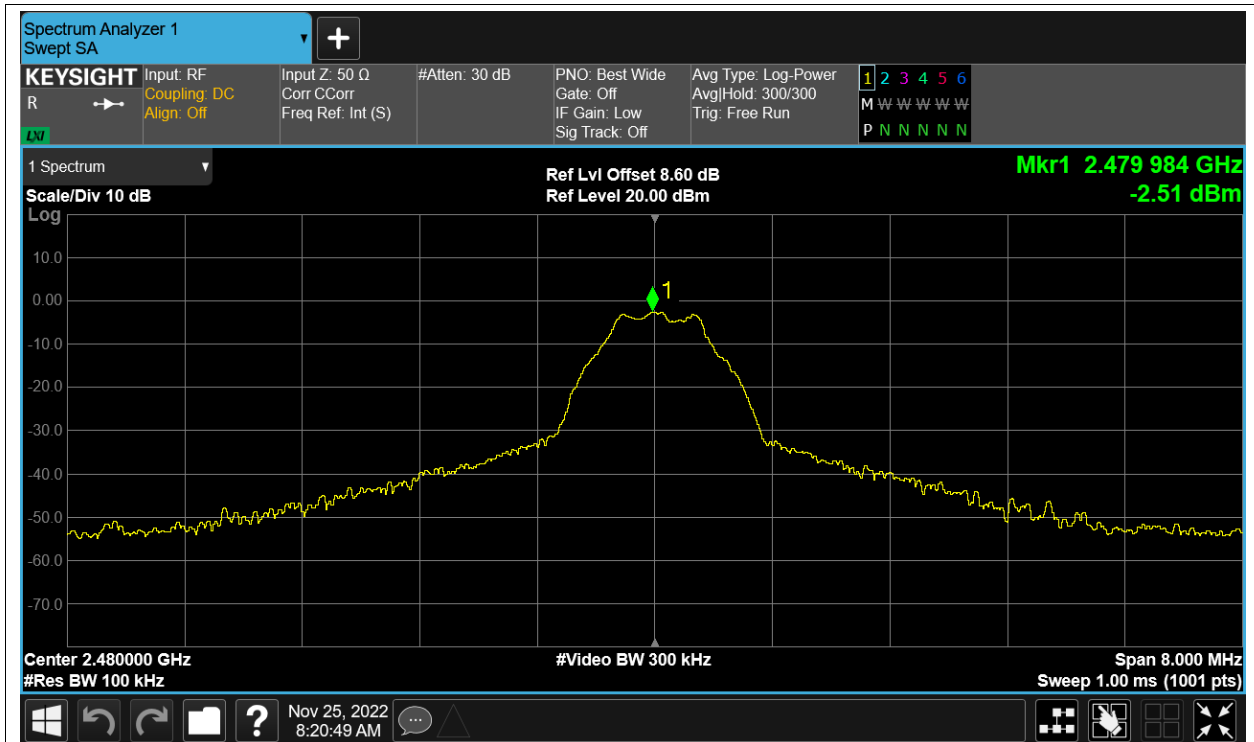 Spectrum Analyzer 1
Swept SA
+
KEYSIGHT
R
LXI
Input: RF
Coupling: DC
Align: Off
Input Z: 50 Ω
Corr CCorr
Freq Ref: Int (S)
#Atten: 30 dB
PNO: Best Wide
Gate: Off
IF Gain: Low
Sig Track: Off
Avg Type: Log-Power
Avg|Hold: 300/300
Trig: Free Run
1 2 3 4 5 6
M W W W W W
P N N N N N
1 Spectrum
Scale/Div 10 dB
Ref Lvl Offset 8.60 dB
Ref Level 20.00 dBm
Mkr1 2.479 984 GHz
-2.51 dBm
Log
10.0
0.00
-10.0
-20.0
-30.0
-40.0
-50.0
-60.0
-70.0
1
Center 2.480000 GHz
#Res BW 100 kHz
#Video BW 300 kHz
Span 8.000 MHz
Sweep 1.00 ms (1001 pts)
?
Nov 25, 2022
8:20:49 AM